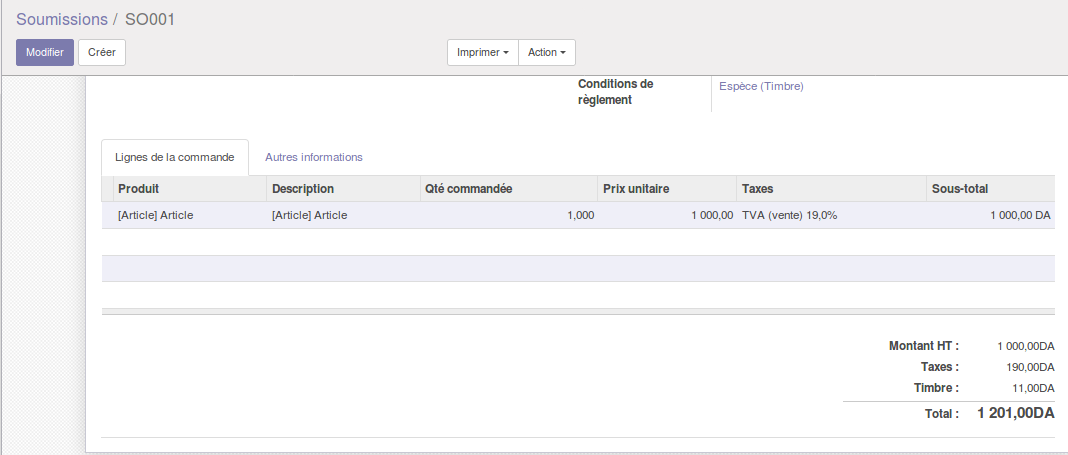 Soumissions / SO001
Modifier Créer Imprimer Action
Conditions de Espèce (Timbre)
règlement
Lignes de la commande Autres informations
Produit Description Qté commandée Prix unitaire Taxes Sous-total
[Article] Article [Article] Article 1,000 1 000,00 TVA (vente) 19,0% 1 000,00 DA
Montant HT : 1 000,00DA
Taxes : 190,00DA
Timbre : 11,00DA
Total : 1 201,00DA